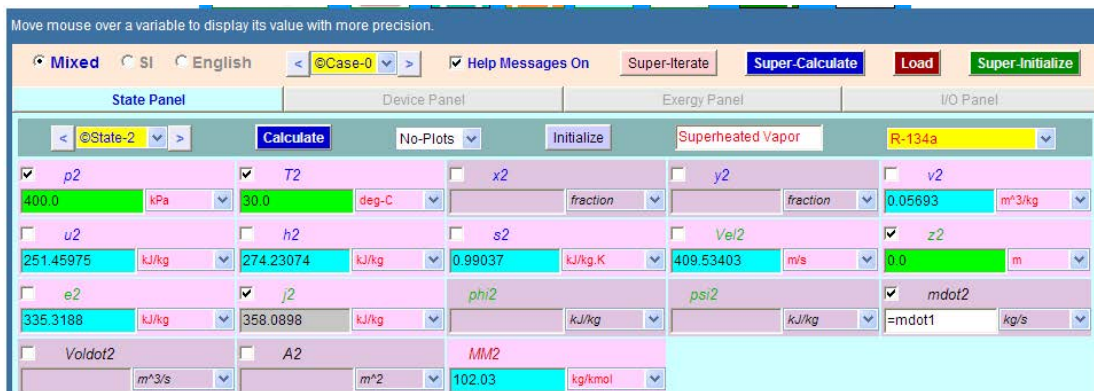 Move mouse over a variable to display its value with more precision.
Mixed SI English < ©Case-0 > Help Messages On Super-Iterate Super-Calculate Load Super-Initialize
State Panel Device Panel Exergy Panel I/O Panel
< ©State-2 > Calculate No-Plots Initialize Superheated Vapor R-134a
p2 T2 x2 y2 v2
400.0 kPa 30.0 deg-C fraction fraction 0.05693 m^3/kg
u2 h2 s2 Vel2 z2
251.45975 kJ/kg 274.23074 kJ/kg 0.99037 kJ/kg.K 409.53403 m/s 0.0 m
e2 j2 phi2 psi2 mdot2
335.3188 kJ/kg 358.0898 kJ/kg kJ/kg kJ/kg =mdot1 kg/s
Voldot2 A2 MM2
m^3/s m^2 102.03 kg/kmol